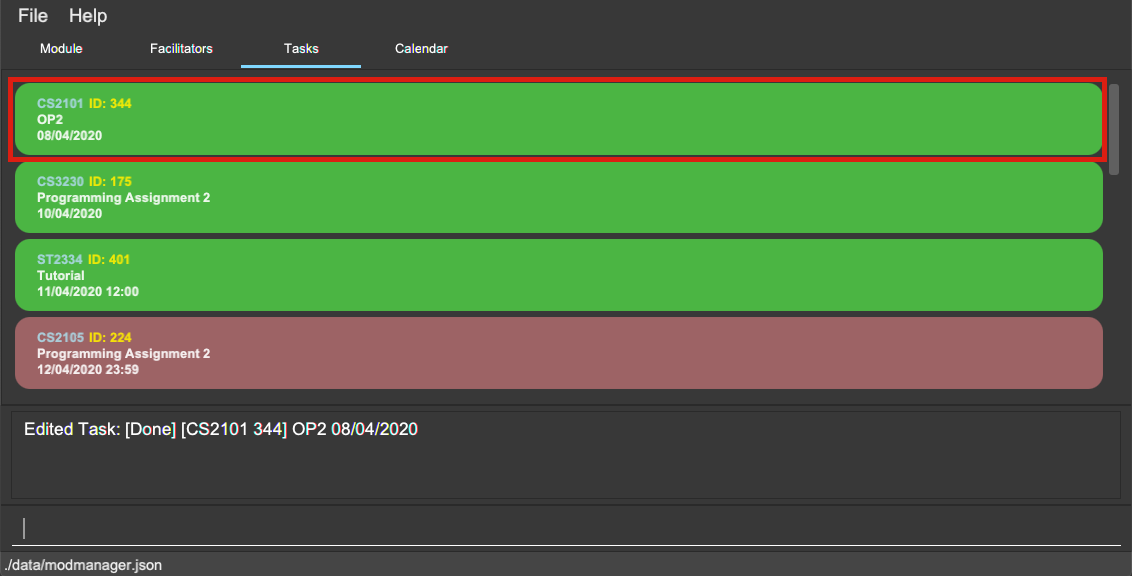 File Help
Module Facilitators Tasks Calendar
CS2101 ID: 344
OP2
08/04/2020
CS3230 ID: 175
Programming Assignment 2
10/04/2020
ST2334 ID: 401
Tutorial
11/04/2020 12:00
CS2105 ID: 224
Programming Assignment 2
12/04/2020 23:59
Edited Task: [Done] [CS2101 344] OP2 08/04/2020
./data/modmanager.json